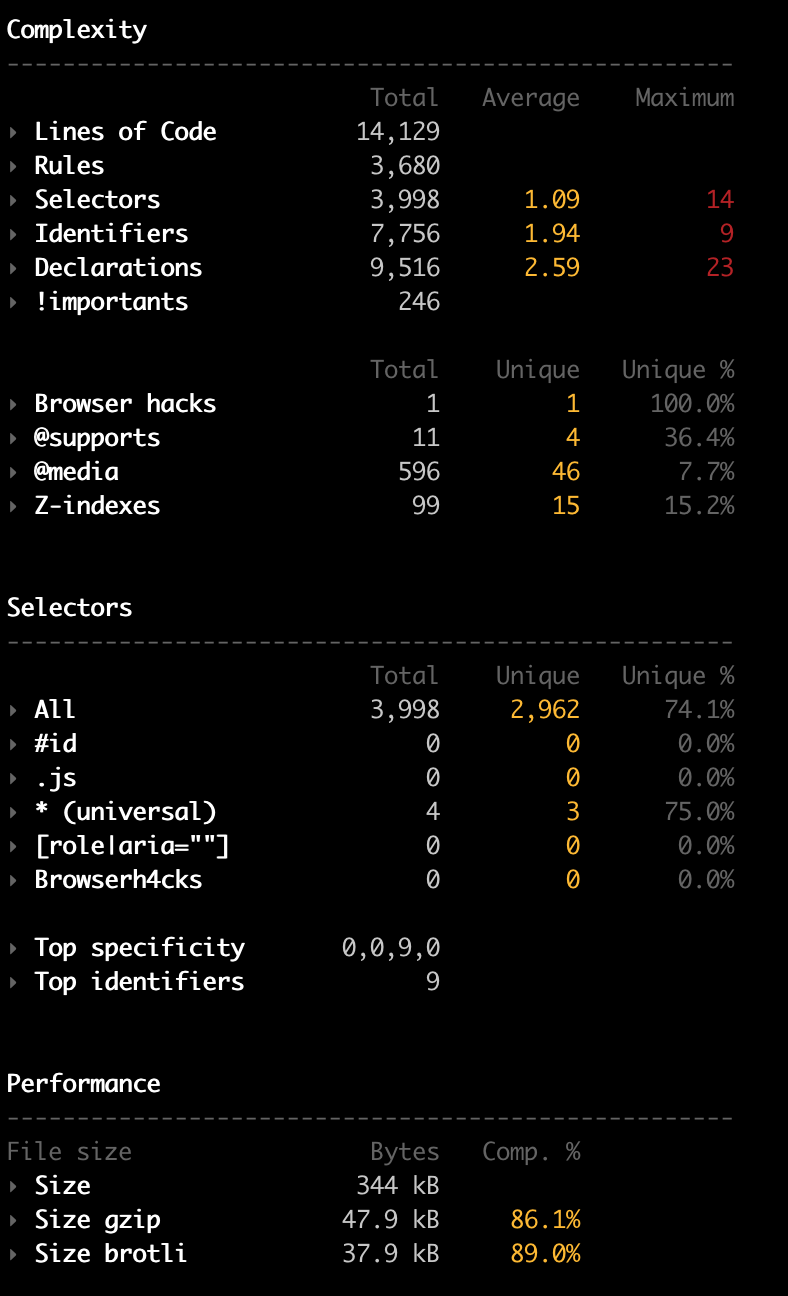 Complexity
----------------------------------------------------
Total Average Maximum
▸ Lines of Code 14,129
▸ Rules 3,680
▸ Selectors 3,998 1.09 14
▸ Identifiers 7,756 1.94 9
▸ Declarations 9,516 2.59 23
▸ !importants 246
Total Unique Unique %
▸ Browser hacks 1 1 100.0%
▸ @supports 11 4 36.4%
▸ @media 596 46 7.7%
▸ Z-indexes 99 15 15.2%
Selectors
----------------------------------------------------
Total Unique Unique %
▸ All 3,998 2,962 74.1%
▸ #id 0 0 0.0%
▸ .js 0 0 0.0%
▸ * (universal) 4 3 75.0%
▸ [role|aria=""] 0 0 0.0%
▸ Browserh4cks 0 0 0.0%
▸ Top specificity 0,0,9,0
▸ Top identifiers 9
Performance
----------------------------------------------------
File size Bytes Comp. %
▸ Size 344 kB
▸ Size gzip 47.9 kB 86.1%
▸ Size brotli 37.9 kB 89.0%